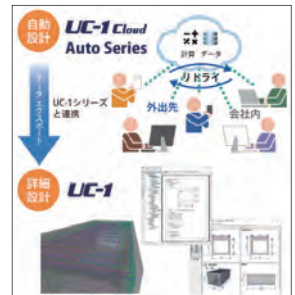 自動
設計
UC-1 Cloud
Auto Series
計算 データ
リドライ
データエクスポート
UC-1シリーズ
と連携
外出先
会社内
詳細
設計
UC-1